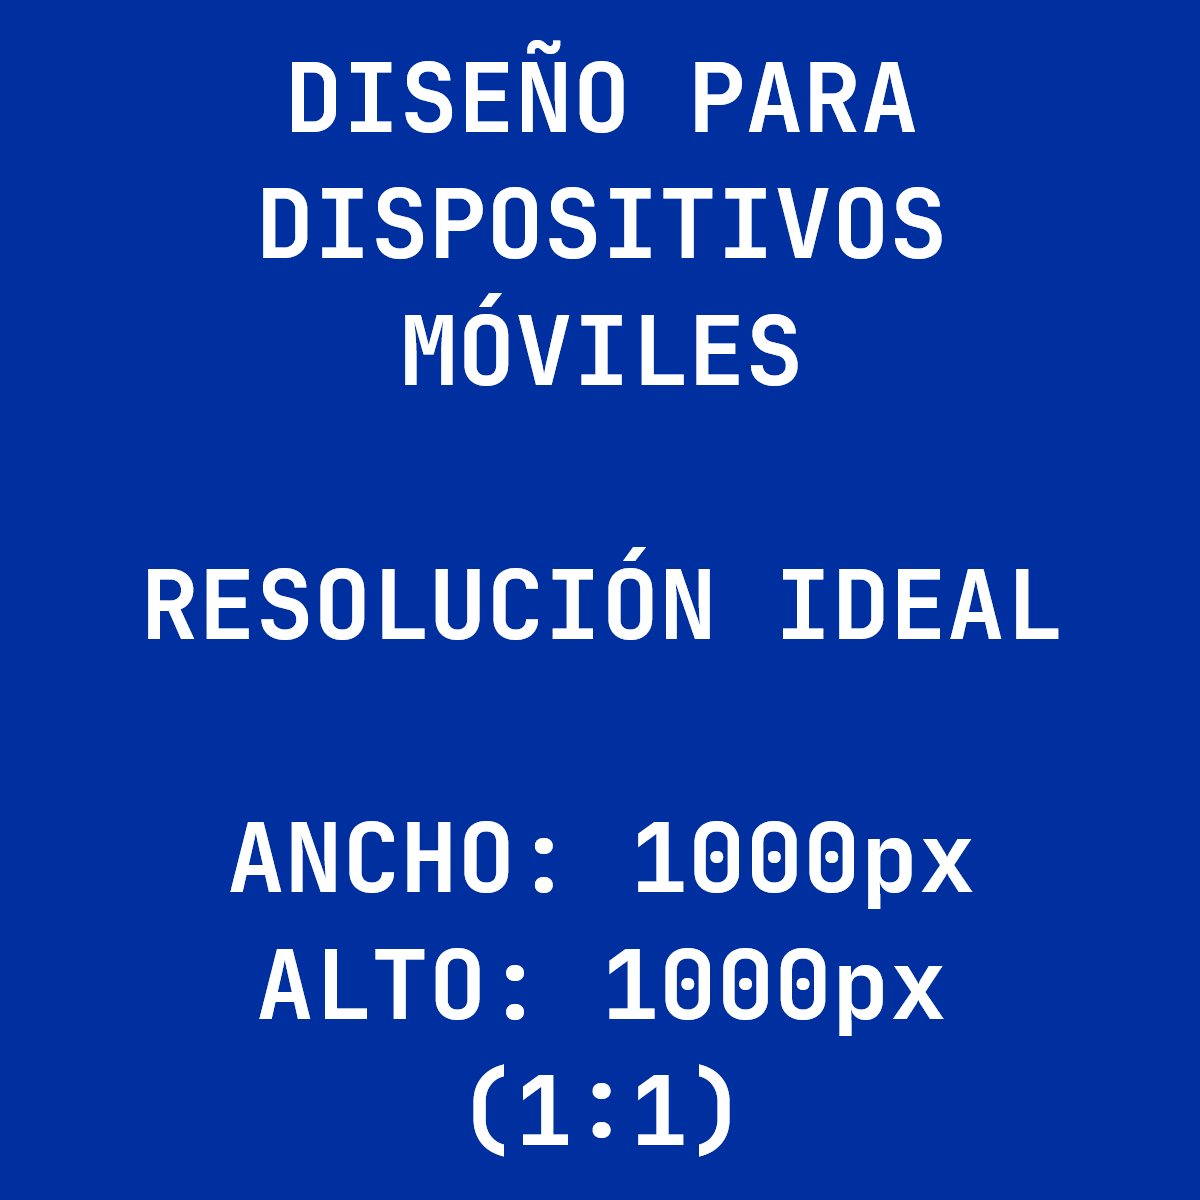 DISEÑO PARA
DISPOSITIVOS
MÓVILES
RESOLUCIÓN IDEAL
ANCHO: 1000px
ALTO: 1000px
(1:1)